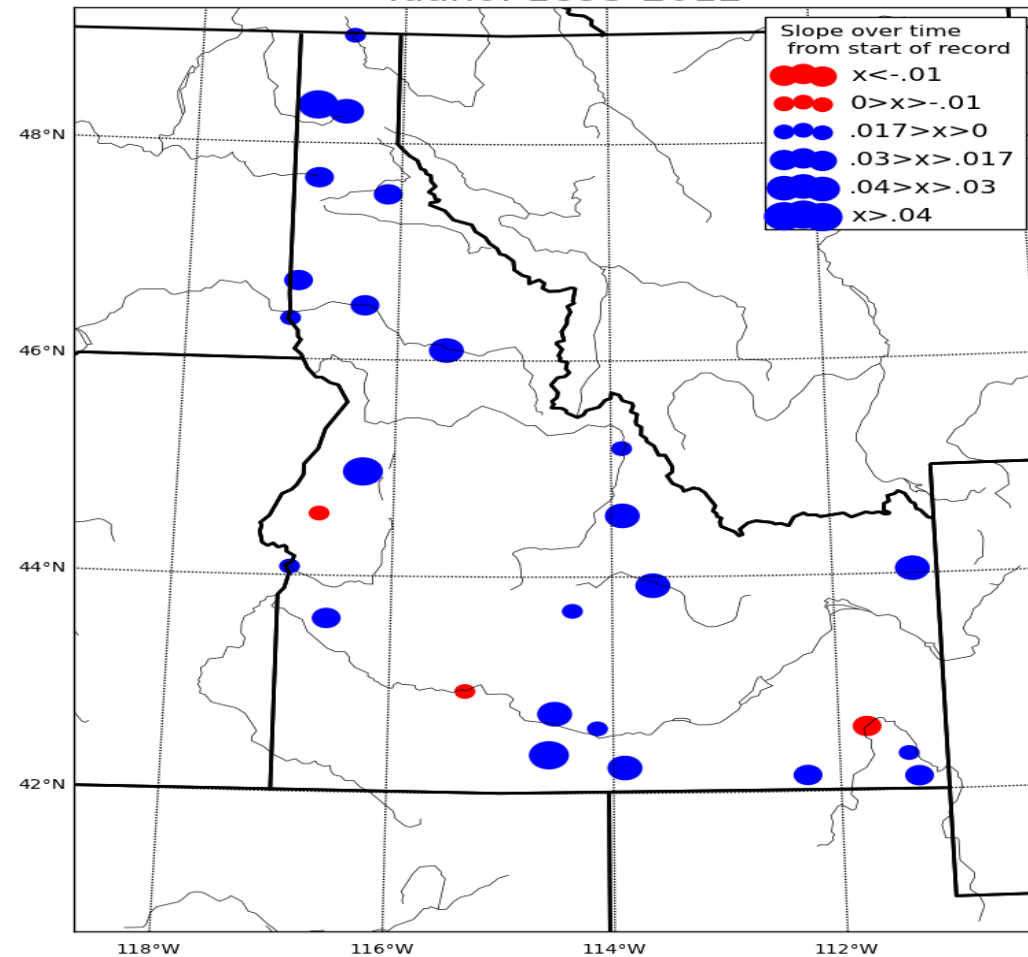 Slope over time
from start of record
x<-.01
0>x>-.01
.017>x>0
.03>x>.017
.04>x>.03
x>.04
48°N
46°N
44°N
42°N
118°W
116°W
114°W
112°W